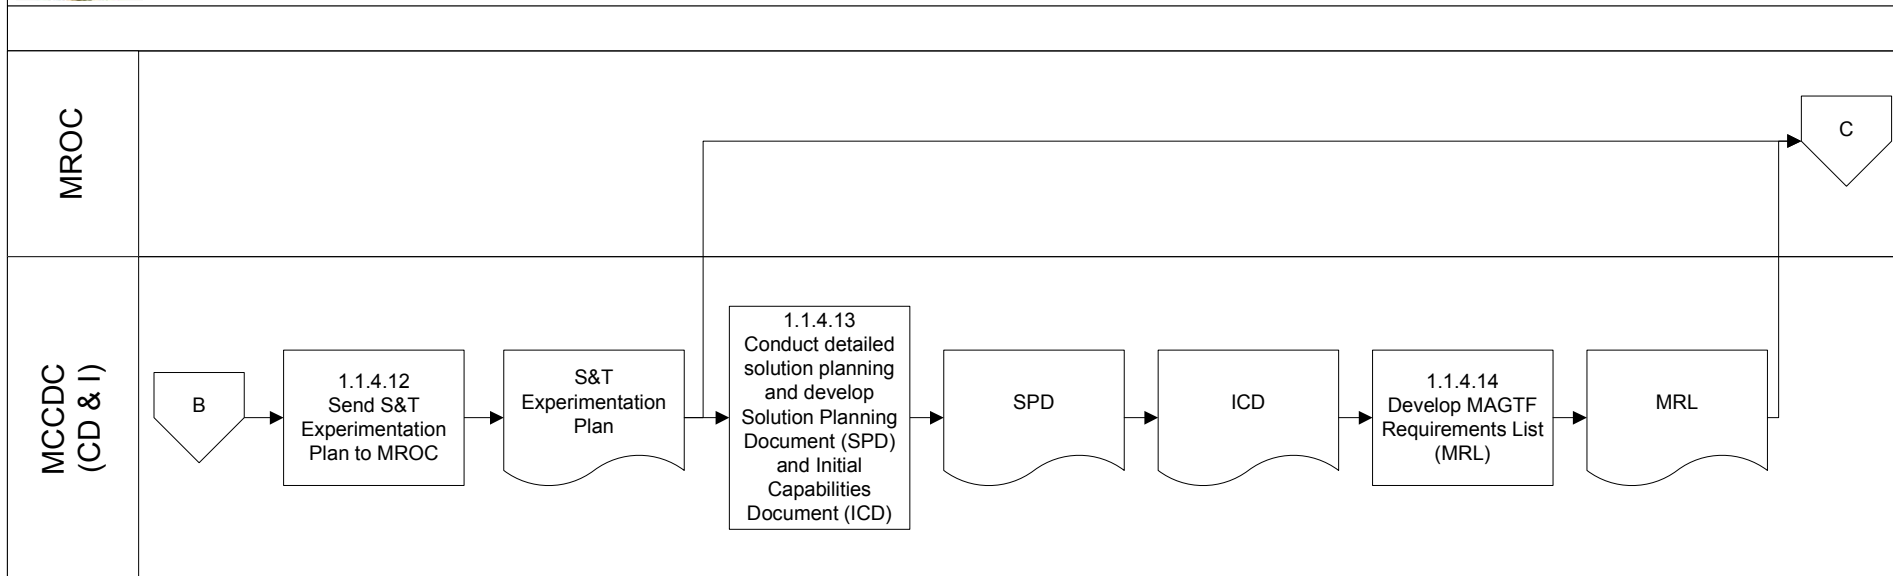 MROC
C
MCCDC
(CD & I)
B
1.1.4.12
Send S&T
Experimentation
Plan to MROC
S&T
Experimentation
Plan
1.1.4.13
Conduct detailed
solution planning
and develop
Solution Planning
Document (SPD)
and Initial
Capabilities
Document (ICD)
SPD
ICD
1.1.4.14
Develop MAGTF
Requirements List
(MRL)
MRL